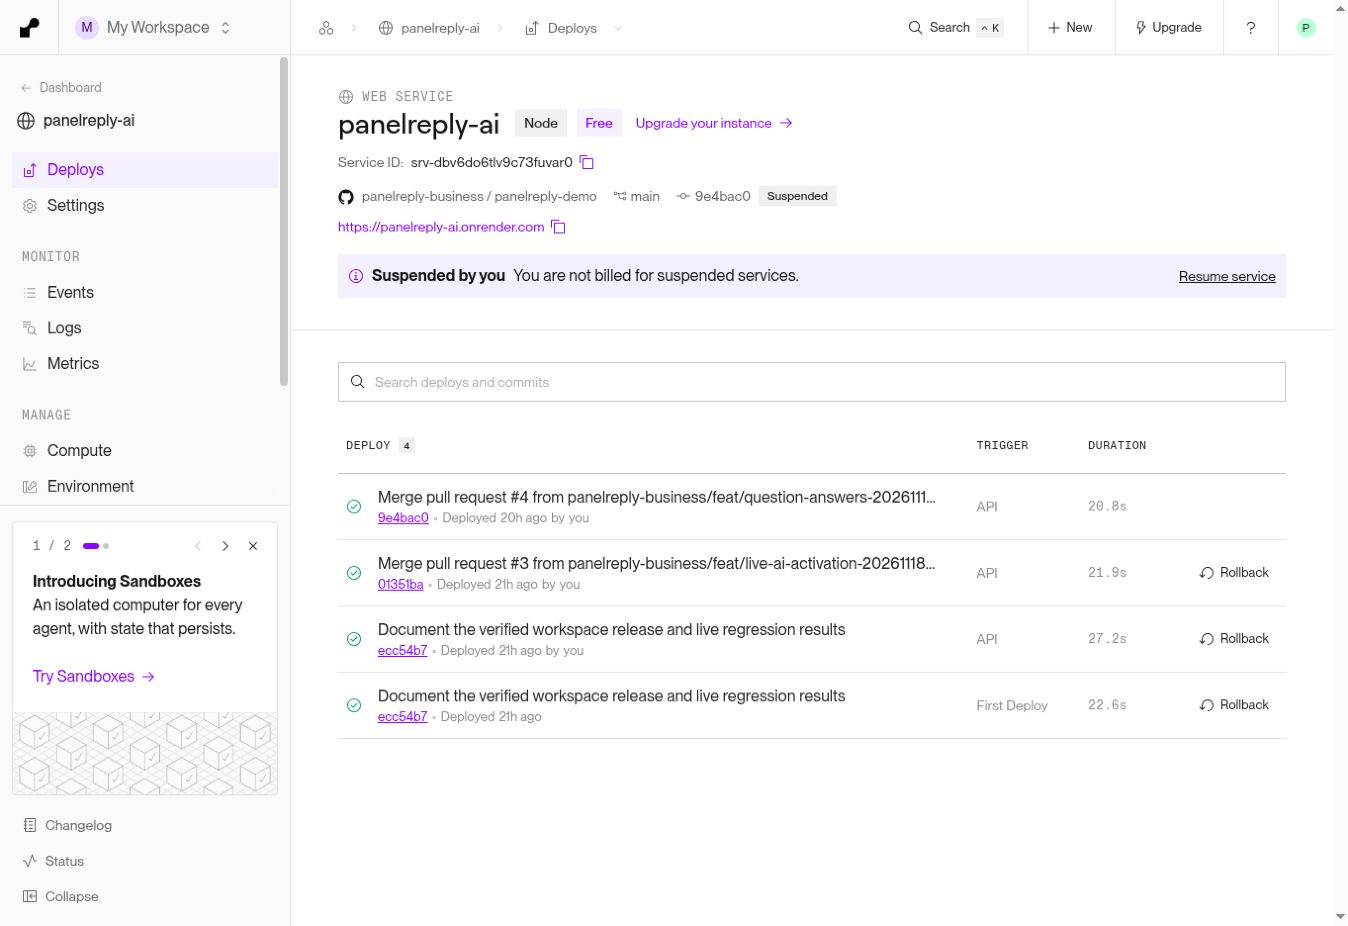 M My Workspace
panelreply-ai
Deploys
Search ^ K
+ New
Upgrade
?
P
← Dashboard
panelreply-ai
Deploys
Settings
MONITOR
Events
Logs
Metrics
MANAGE
Compute
Environment
1 / 2
Introducing Sandboxes
An isolated computer for every
agent, with state that persists.
Try Sandboxes →
Changelog
Status
Collapse
WEB SERVICE
panelreply-ai Node Free Upgrade your instance →
Service ID: srv-dbv6do6tlv9c73fuvar0
panelreply-business / panelreply-demo main 9e4bac0 Suspended
https://panelreply-ai.onrender.com
Suspended by you You are not billed for suspended services. Resume service
Search deploys and commits
DEPLOY 4 TRIGGER DURATION
Merge pull request #4 from panelreply-business/feat/question-answers-2026111...
9e4bac0 • Deployed 20h ago by you
API 20.8s
Merge pull request #3 from panelreply-business/feat/live-ai-activation-20261118...
01351ba • Deployed 21h ago by you
API 21.9s Rollback
Document the verified workspace release and live regression results
ecc54b7 • Deployed 21h ago by you
API 27.2s Rollback
Document the verified workspace release and live regression results
ecc54b7 • Deployed 21h ago
First Deploy 22.6s Rollback